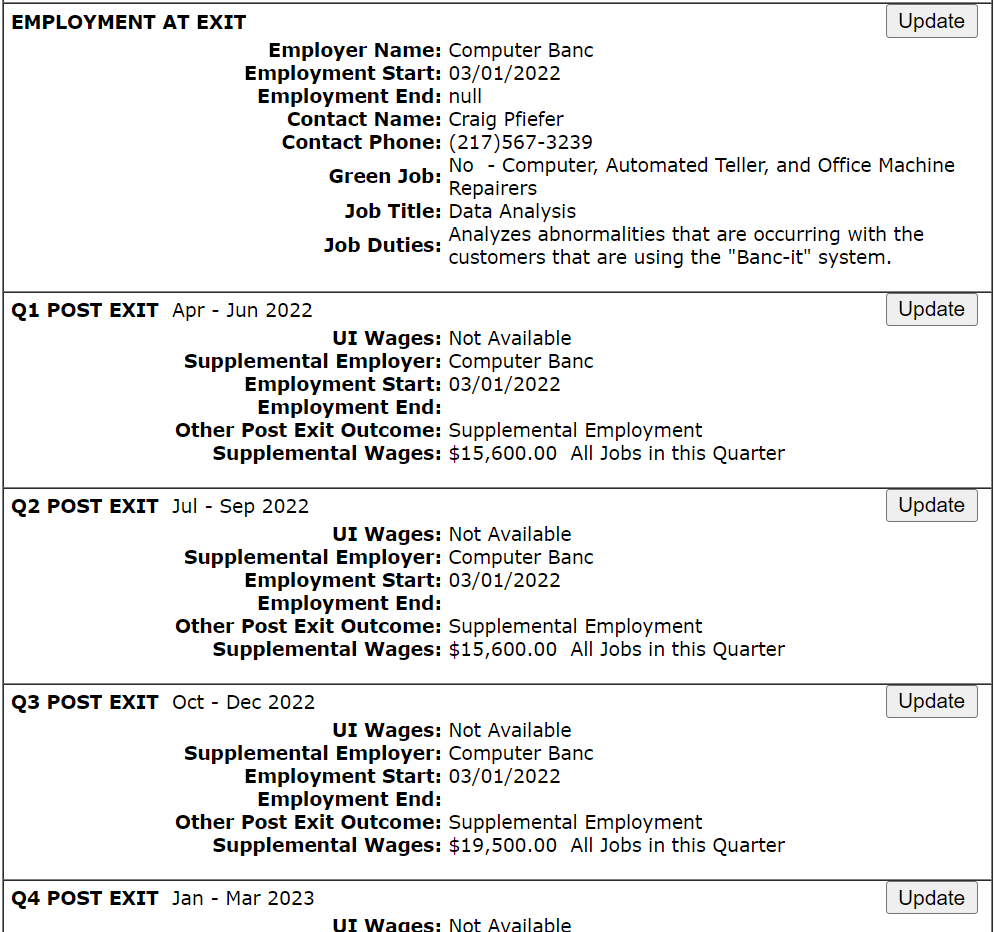 EMPLOYMENT AT EXIT Update
Employer Name: Computer Banc
Employment Start: 03/01/2022
Employment End: null
Contact Name: Craig Pfiefer
Contact Phone: (217)567-3239
Green Job: No - Computer, Automated Teller, and Office Machine
Repairers
Job Title: Data Analysis
Job Duties: Analyzes abnormalities that are occurring with the
customers that are using the "Banc-it" system.
Q1 POST EXIT Apr - Jun 2022 Update
UI Wages: Not Available
Supplemental Employer: Computer Banc
Employment Start: 03/01/2022
Employment End:
Other Post Exit Outcome: Supplemental Employment
Supplemental Wages: $15,600.00 All Jobs in this Quarter
Q2 POST EXIT Jul - Sep 2022 Update
UI Wages: Not Available
Supplemental Employer: Computer Banc
Employment Start: 03/01/2022
Employment End:
Other Post Exit Outcome: Supplemental Employment
Supplemental Wages: $15,600.00 All Jobs in this Quarter
Q3 POST EXIT Oct - Dec 2022 Update
UI Wages: Not Available
Supplemental Employer: Computer Banc
Employment Start: 03/01/2022
Employment End:
Other Post Exit Outcome: Supplemental Employment
Supplemental Wages: $19,500.00 All Jobs in this Quarter
Q4 POST EXIT Jan - Mar 2023 Update
UI Wages: Not Available